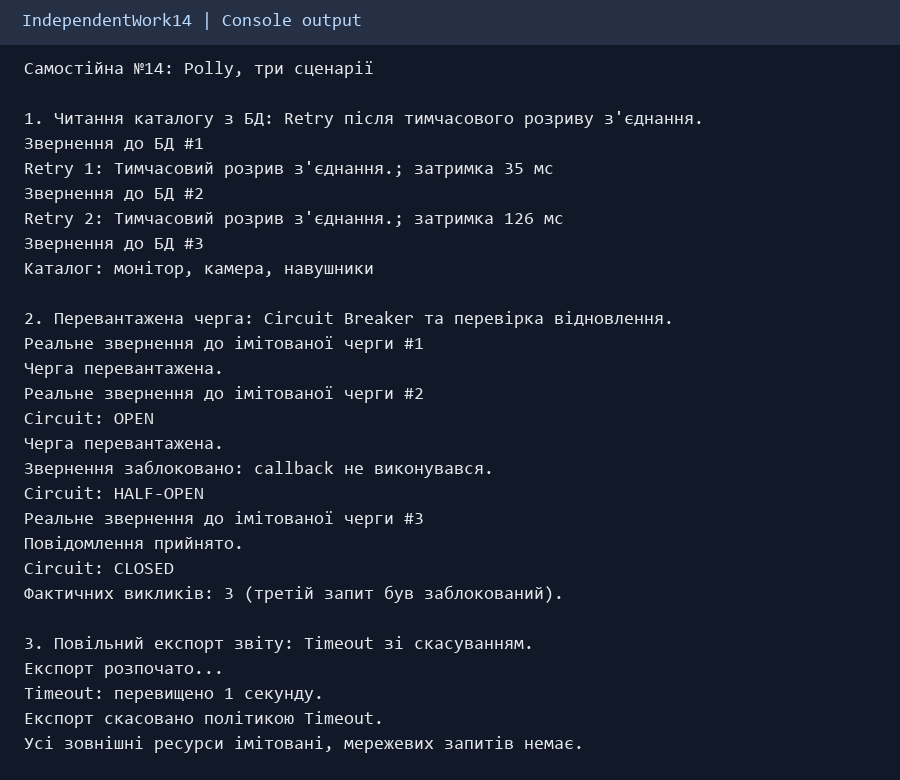 IndependentWork14 | Console output
Самостійна №14: Polly, три сценарії
1. Читання каталогу з БД: Retry після тимчасового розриву з'єднання.
Звернення до БД #1
Retry 1: Тимчасовий розрив з'єднання.; затримка 35 мс
Звернення до БД #2
Retry 2: Тимчасовий розрив з'єднання.; затримка 126 мс
Звернення до БД #3
Каталог: монітор, камера, навушники
2. Перевантажена черга: Circuit Breaker та перевірка відновлення.
Реальне звернення до імітованої черги #1
Черга перевантажена.
Реальне звернення до імітованої черги #2
Circuit: OPEN
Черга перевантажена.
Звернення заблоковано: callback не виконувався.
Circuit: HALF-OPEN
Реальне звернення до імітованої черги #3
Повідомлення прийнято.
Circuit: CLOSED
Фактичних викликів: 3 (третій запит був заблокований).
3. Повільний експорт звіту: Timeout зі скасуванням.
Експорт розпочато...
Timeout: перевищено 1 секунду.
Експорт скасовано політикою Timeout.
Усі зовнішні ресурси імітовані, мережевих запитів немає.